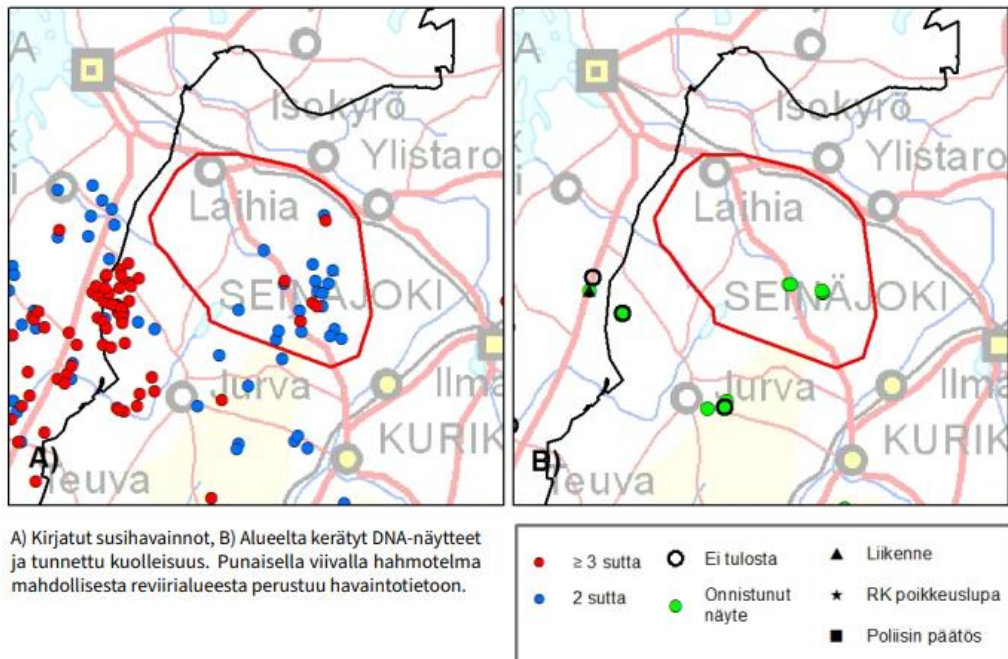 A
Isokyrö
Ylistaro
Laihia
SEINÄJOKI
Jurva
Ilma
KURIK
Teuva
A)
A
Isokyrö
Ylistaro
Laihia
SEINÄJOKI
Jurva
Ilma
KURIK
Teuva
B)
A) Kirjatut susihavainnot, B) Alueelta kerätyt DNA-näytteet
ja tunnettu kuolleisuus. Punaisella viivalla hahmotelma
mahdollisesta reviirialueesta perustuu havaintotietoon.
≥ 3 sutta
2 sutta
Ei tulosta
Onnistunut
näyte
Liikenne
RK poikkeuslupa
Poliisin päätös